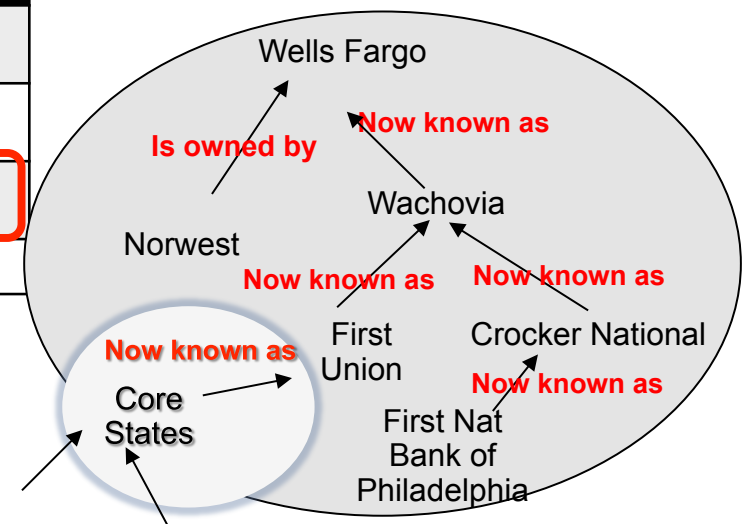 Wells Fargo
Now known as
Is owned by
Wachovia
Norwest
Now known as
Now known as
First
Union
Crocker National
Now known as
Core
States
Now known as
First Nat
Bank of
Philadelphia